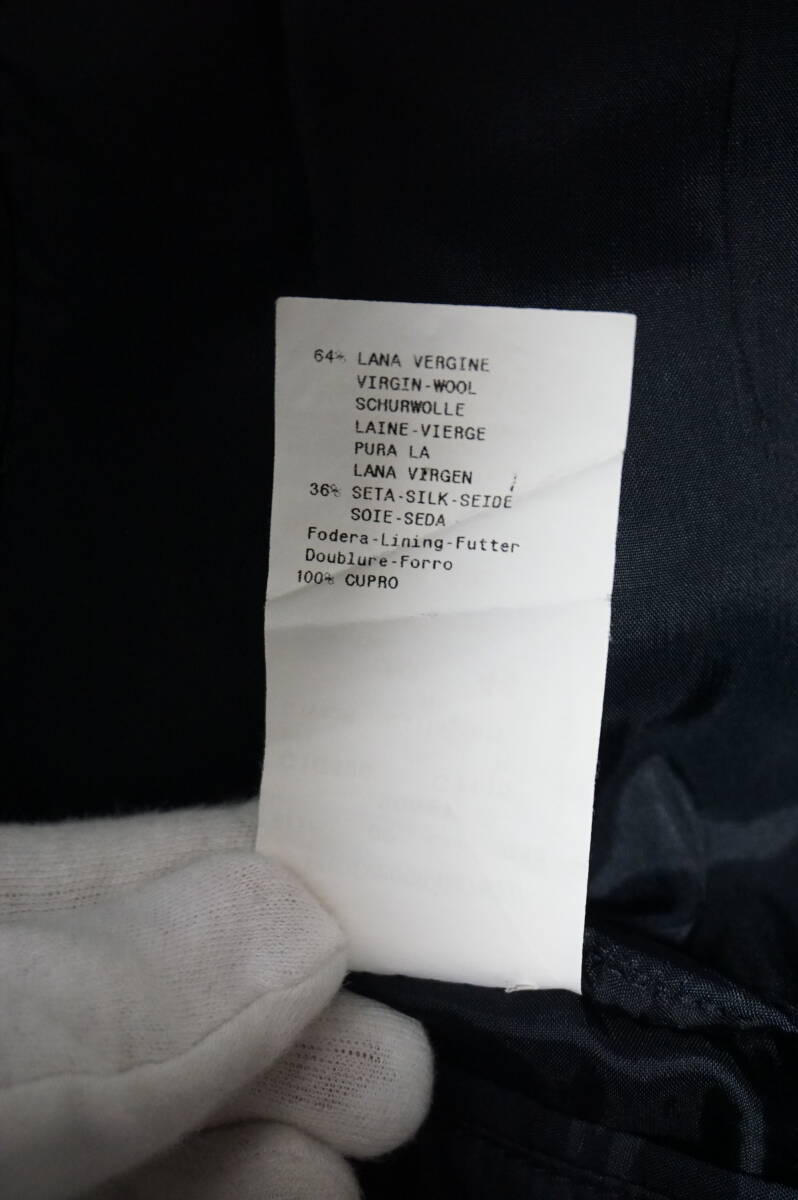 64% LANA VERGINE
VIRGIN-WOOL
SCHURWOLLE
LAINE-VIERGE
PURA LA
LANA VIRGEN
36% SETA-SILK-SEIDE
SOIE-SEDA
Fodera-Lining-Futter
Doublure-Forro
100% CUPRO